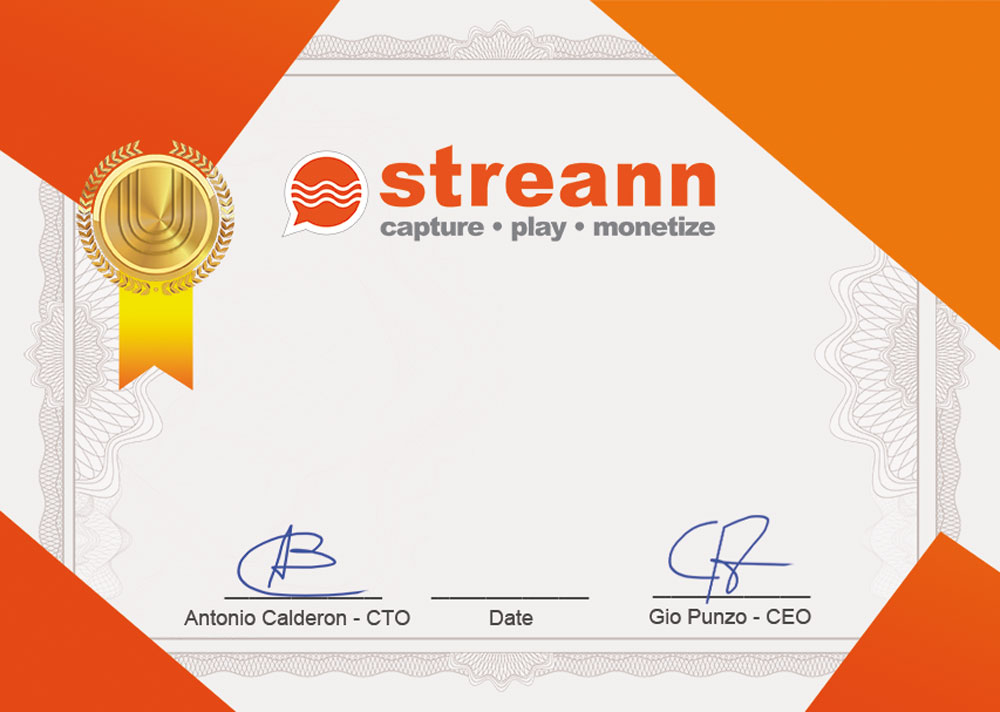 streann
capture • play • monetize
Antonio Calderon - CTO
Date
Gio Punzo - CEO